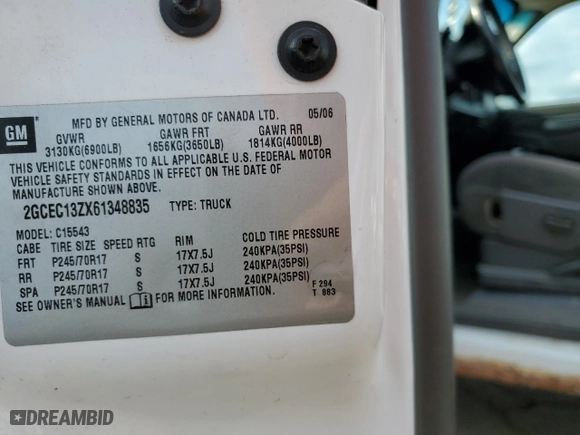 GM
MFD BY GENERAL MOTORS OF CANADA LTD. 05/06
GVWR GAWR FRT GAWR RR
3130KG(6900LB) 1656KG(3650LB) 1814KG(4000LB)
THIS VEHICLE CONFORMS TO ALL APPLICABLE U.S. FEDERAL MOTOR
VEHICLE SAFETY STANDARDS IN EFFECT ON THE DATE OF
MANUFACTURE SHOWN ABOVE.
2GCEC13ZX61348835 TYPE: TRUCK
MODEL: C15543
CABE TIRE SIZE SPEED RTG RIM COLD TIRE PRESSURE
FRT P245/70R17 S 17X7.5J 240KPA(35PSI)
RR P245/70R17 S 17X7.5J 240KPA(35PSI)
SPA P245/70R17 S 17X7.5J 240KPA(35PSI)
SEE OWNER'S MANUAL FOR MORE INFORMATION.
F 294
T 883
DREAMBID